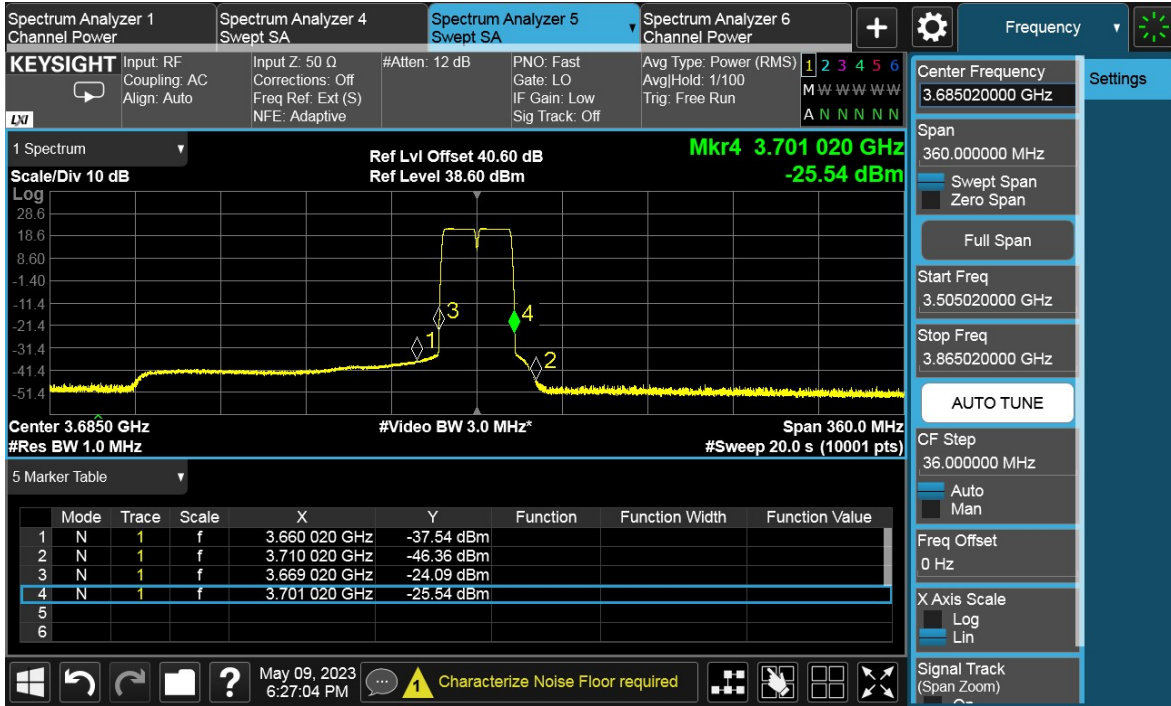 Spectrum Analyzer 1
Channel Power
Spectrum Analyzer 4
Swept SA
Spectrum Analyzer 5
Swept SA
Spectrum Analyzer 6
Channel Power
+
Frequency
KEYSIGHT
LXI
Input: RF
Coupling: AC
Align: Auto
Input Z: 50 Ω
Corrections: Off
Freq Ref: Ext (S)
NFE: Adaptive
#Atten: 12 dB
PNO: Fast
Gate: LO
IF Gain: Low
Sig Track: Off
Avg Type: Power (RMS)
Avg|Hold: 1/100
Trig: Free Run
1 2 3 4 5 6
M W W W W W
A N N N N N
1 Spectrum
Scale/Div 10 dB
Ref Lvl Offset 40.60 dB
Ref Level 38.60 dBm
Mkr4 3.701 020 GHz
-25.54 dBm
Log
28.6
18.6
8.60
-1.40
-11.4
-21.4
-31.4
-41.4
-51.4
1
3
4
2
Center 3.6850 GHz
#Video BW 3.0 MHz*
Span 360.0 MHz
#Res BW 1.0 MHz
#Sweep 20.0 s (10001 pts)
5 Marker Table
Mode Trace Scale X Y Function Function Width Function Value
1 N 1 f 3.660 020 GHz -37.54 dBm
2 N 1 f 3.710 020 GHz -46.36 dBm
3 N 1 f 3.669 020 GHz -24.09 dBm
4 N 1 f 3.701 020 GHz -25.54 dBm
5
6
?
May 09, 2023
6:27:04 PM
1
Characterize Noise Floor required
Center Frequency
3.685020000 GHz
Settings
Span
360.000000 MHz
Swept Span
Zero Span
Full Span
Start Freq
3.505020000 GHz
Stop Freq
3.865020000 GHz
AUTO TUNE
CF Step
36.000000 MHz
Auto
Man
Freq Offset
0 Hz
X Axis Scale
Log
Lin
Signal Track
(Span Zoom)